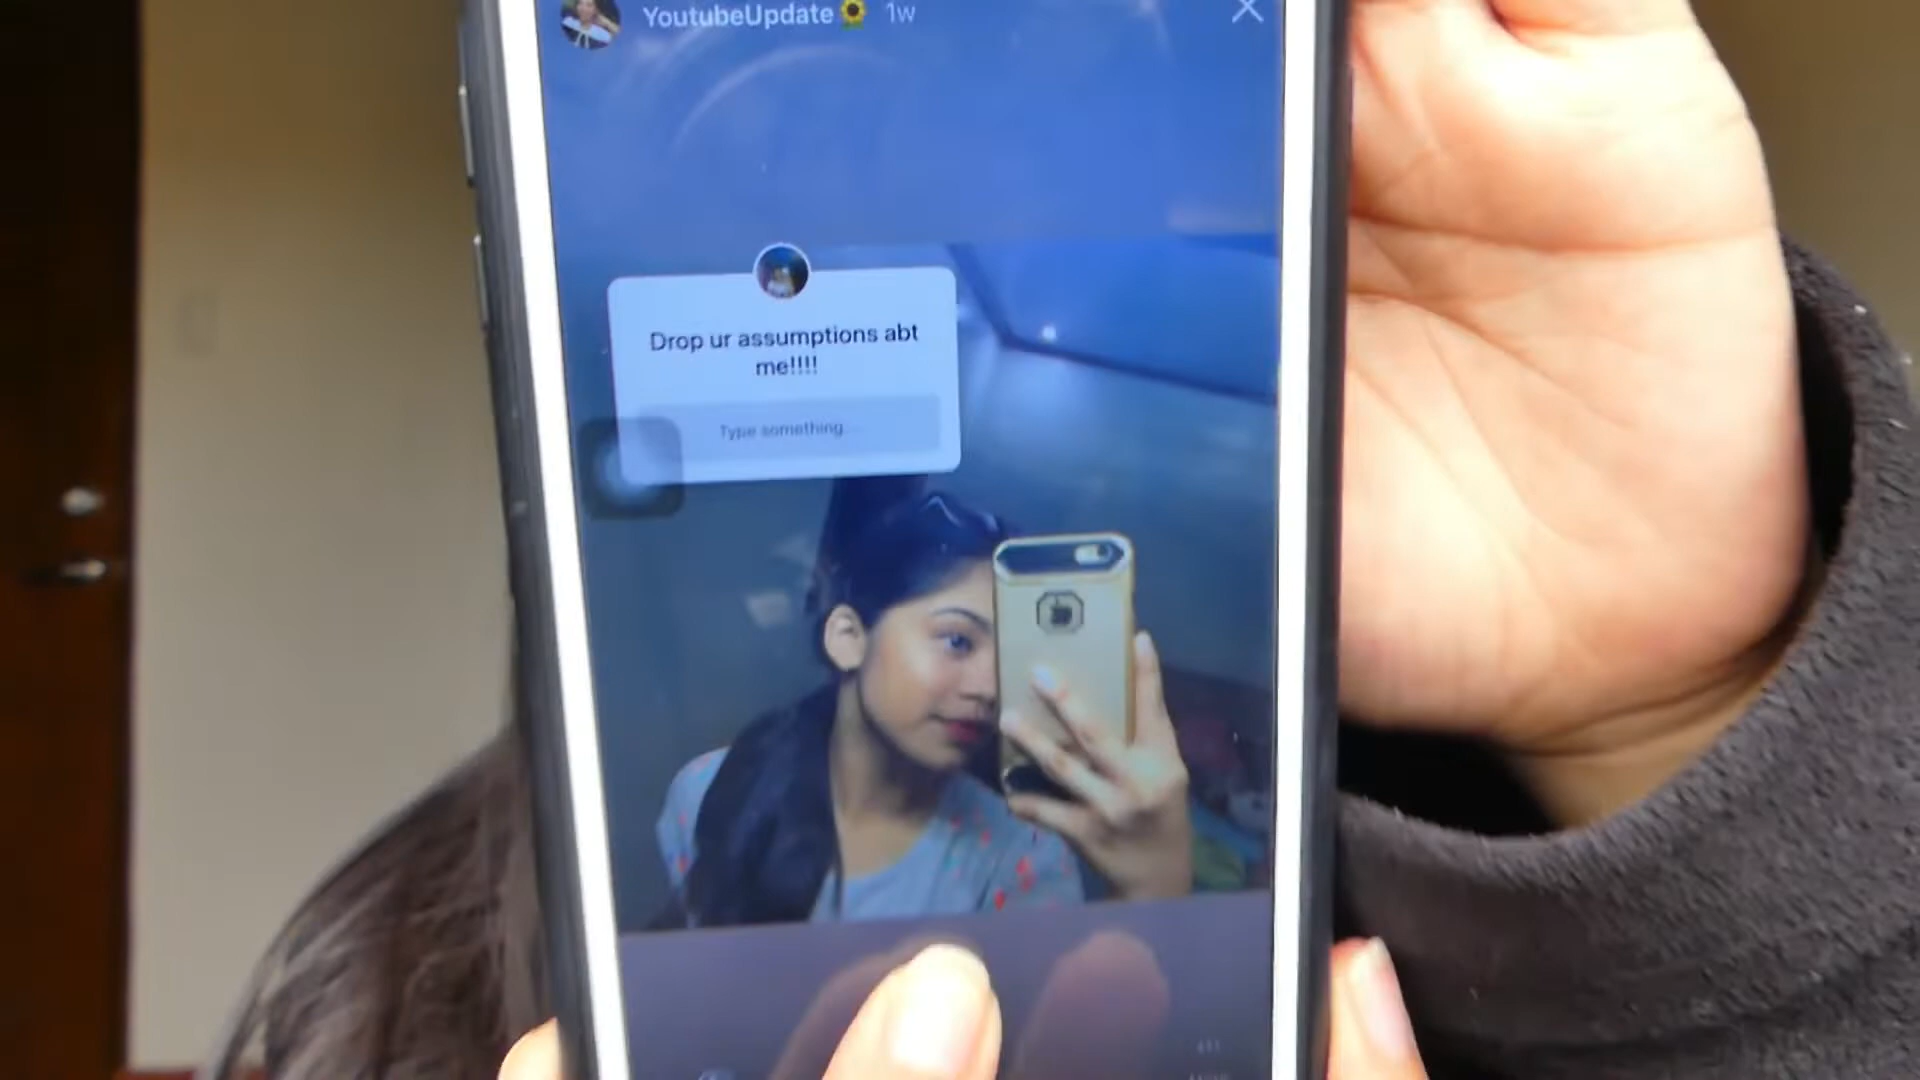 YoutubeUpdate🌻 1w
Drop ur assumptions abt
me!!!!
Type something...